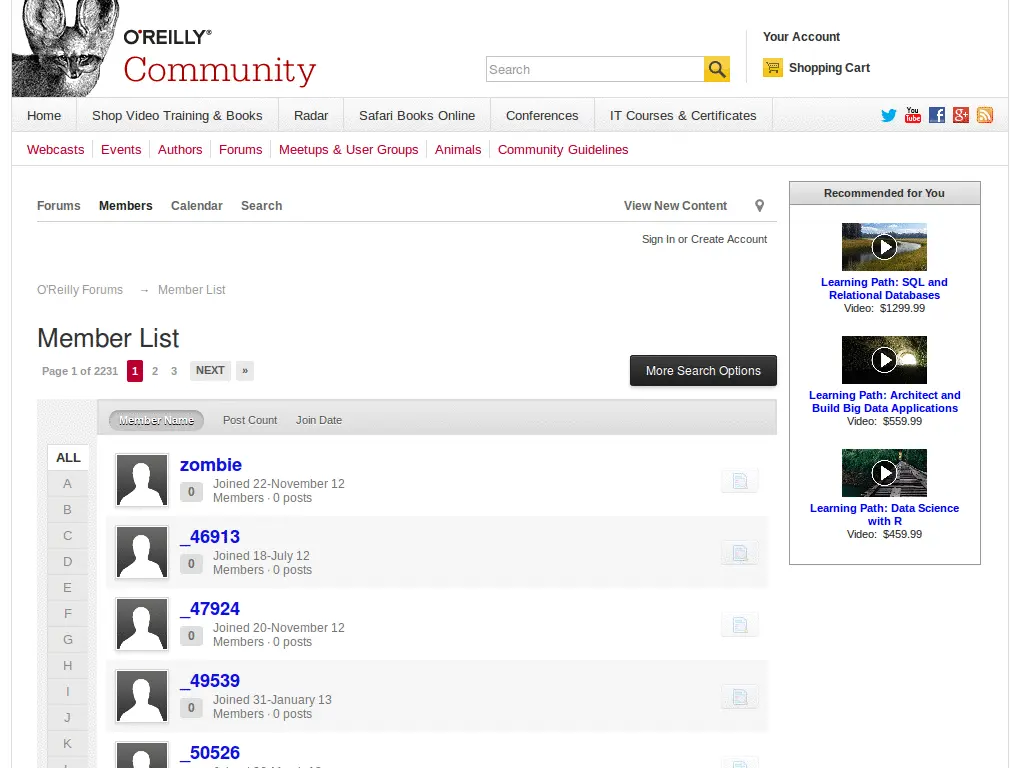 O'REILLY®
Community
Search
Your Account
Shopping Cart
Home
Shop Video Training & Books
Radar
Safari Books Online
Conferences
IT Courses & Certificates
You
Tube
Webcasts
Events
Authors
Forums
Meetups & User Groups
Animals
Community Guidelines
Forums
Members
Calendar
Search
View New Content
Sign In or Create Account
O'Reilly Forums → Member List
Member List
Page 1 of 2231
1
2
3
NEXT
»
More Search Options
Member Name
Post Count
Join Date
ALL
A
B
C
D
E
F
G
H
I
J
K
zombie
0
Joined 22-November 12
Members · 0 posts
_46913
0
Joined 18-July 12
Members · 0 posts
_47924
0
Joined 20-November 12
Members · 0 posts
_49539
0
Joined 31-January 13
Members · 0 posts
_50526
Recommended for You
Learning Path: SQL and
Relational Databases
Video: $1299.99
Learning Path: Architect and
Build Big Data Applications
Video: $559.99
Learning Path: Data Science
with R
Video: $459.99